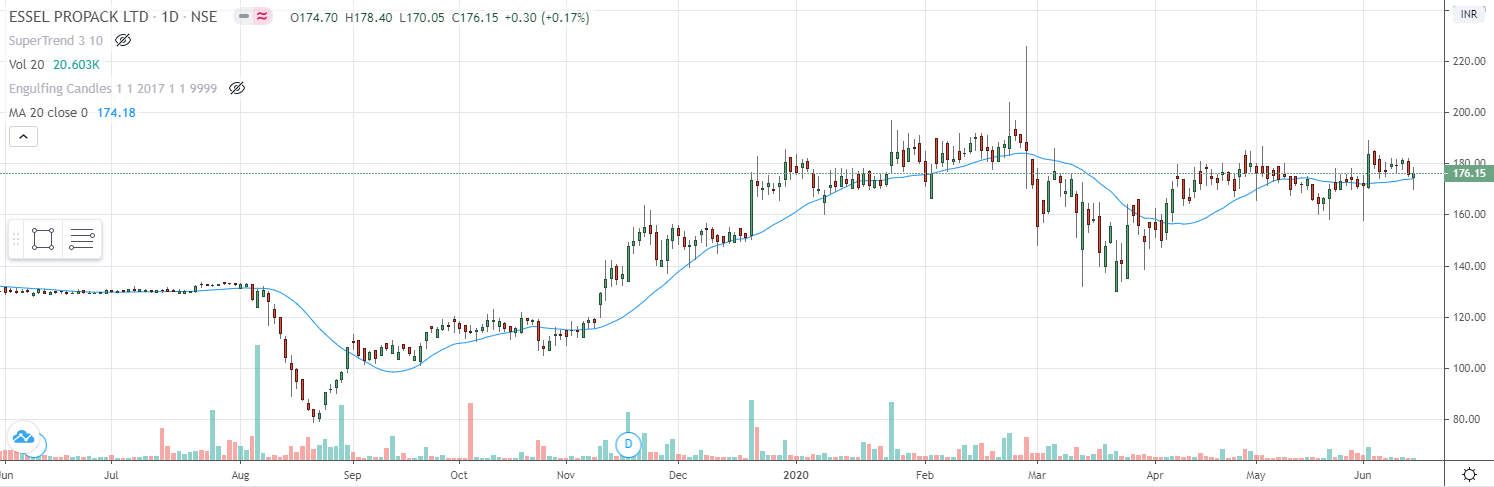 ESSEL PROPACK LTD · 1D · NSE O174.70 H178.40 L170.05 C176.15 +0.30 (+0.17%)
INR
SuperTrend 3 10
Vol 20 20.603K
Engulfing Candles 1 1 2017 1 1 9999
MA 20 close 0 174.18
220.00
200.00
180.00
176.15
160.00
140.00
120.00
100.00
80.00
D
Jun Jul Aug Sep Oct Nov Dec 2020 Feb Mar Apr May Jun